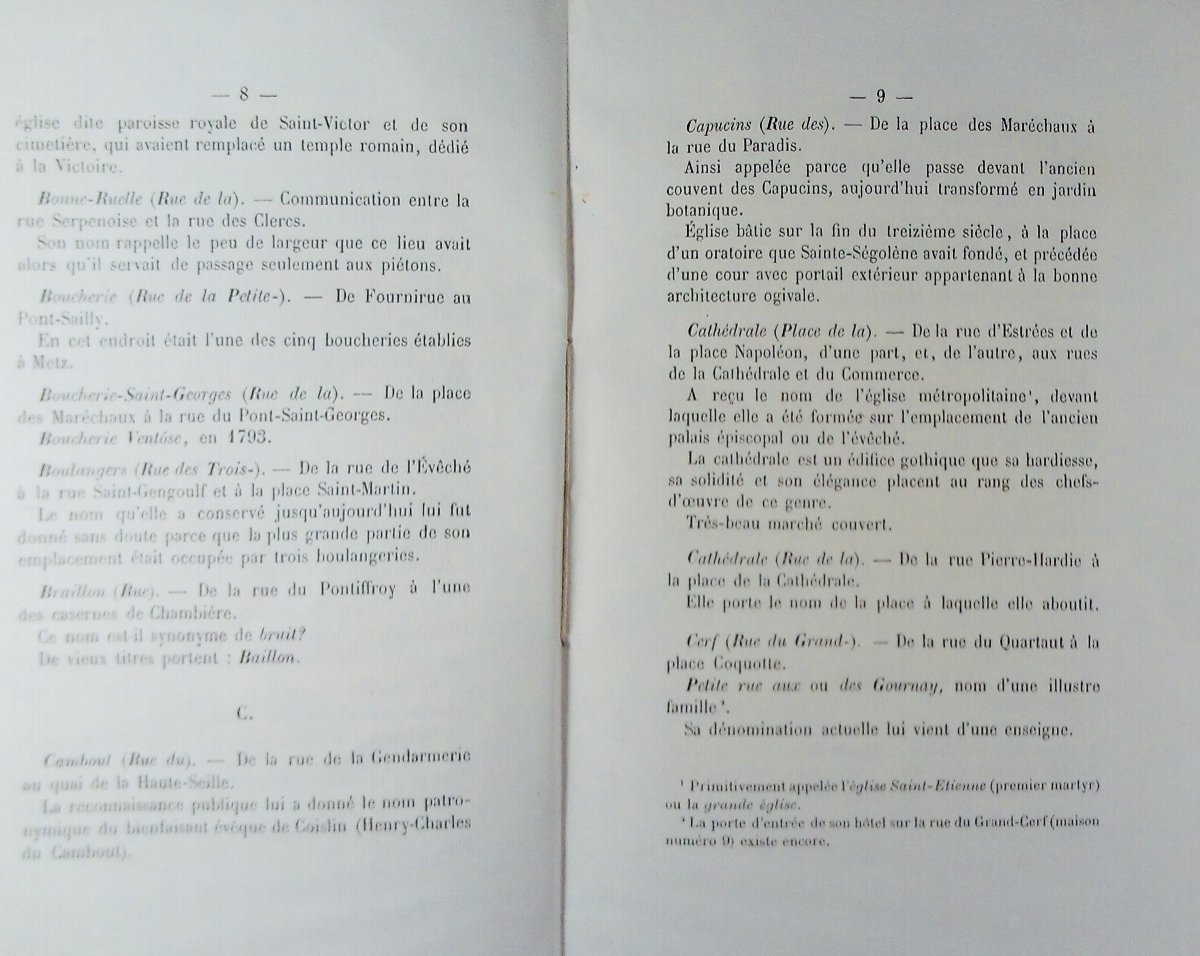 — 8 —
église dite paroisse royale de Saint-Victor et de son
cimetière, qui avaient remplacé un temple romain, dédié
à la Victoire.
Bonne-Ruelle (Rue de la). — Communication entre la
rue Serpenoise et la rue des Clercs.
Son nom rappelle le peu de largeur que ce lieu avait
alors qu'il servait de passage seulement aux piétons.
Boucherie (Rue de la Petite-). — De Fournirue au
Pont-Sailly.
En cet endroit était l'une des cinq boucheries établies
à Metz.
Boucherie-Saint-Georges (Rue de la). — De la place
des Maréchaux à la rue du Pont-Saint-Georges.
Boucherie Ventôse, en 1793.
Boulangers (Rue des Trois-). — De la rue de l'Évêché
à la rue Saint-Gengoulf et à la place Saint-Martin.
Le nom qu'elle a conservé jusqu'aujourd'hui lui fut
donné sans doute parce que la plus grande partie de son
emplacement était occupée par trois boulangeries.
Braillon (Rue). — De la rue du Pontiffroy à l'une
des casernes de Chambière.
Ce nom est-il synonyme de bruit?
De vieux titres portent : Baillon.
C.
Cambout (Rue du). — De la rue de la Gendarmerie
au quai de la Haute-Seille.
La reconnaissance publique lui a donné le nom patro-
nymique du bienfaisant évêque de Coislin (Henry-Charles
du Cambout).
— 9 —
Capucins (Rue des). — De la place des Maréchaux à
la rue du Paradis.
Ainsi appelée parce qu'elle passe devant l'ancien
couvent des Capucins, aujourd'hui transformé en jardin
botanique.
Église bâtie sur la fin du treizième siècle, à la place
d'un oratoire que Sainte-Ségolène avait fondé, et précédée
d'une cour avec portail extérieur appartenant à la bonne
architecture ogivale.
Cathédrale (Place de la). — De la rue d'Estrées et de
la place Napoléon, d'une part, et, de l'autre, aux rues
de la Cathédrale et du Commerce.
A reçu le nom de l'église métropolitaine¹, devant
laquelle elle a été formée sur l'emplacement de l'ancien
palais épiscopal ou de l'évêché.
La cathédrale est un édifice gothique que sa hardiesse,
sa solidité et son élégance placent au rang des chefs-
d'œuvre de ce genre.
Très-beau marché couvert.
Cathédrale (Rue de la). — De la rue Pierre-Hardie à
la place de la Cathédrale.
Elle porte le nom de la place à laquelle elle aboutit.
Cerf (Rue du Grand-). — De la rue du Quartaut à la
place Coquotte.
Petite rue aux ou des Gournay, nom d'une illustre
famille².
Sa dénomination actuelle lui vient d'une enseigne.
¹ Primitivement appelée l'église Saint-Etienne (premier martyr)
ou la grande église.
² La porte d'entrée de son hôtel sur la rue du Grand-Cerf (maison
numéro 9) existe encore.